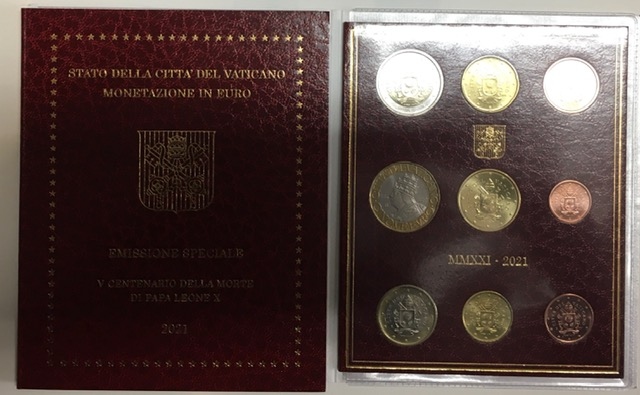 STATO DELLA CITTA' DEL VATICANO
MONETAZIONE IN EURO
EMISSIONE SPECIALE
V CENTENARIO DELLA MORTE
DI PAPA LEONE X
2021
MMXXI - 2021